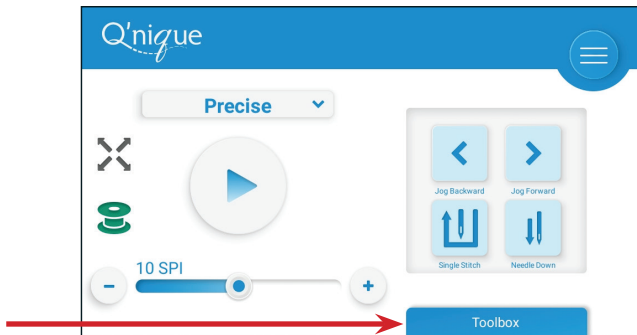 Q'nique
Precise
10 SPI
Jog Backward
Jog Forward
Single Stitch
Needle Down
Toolbox